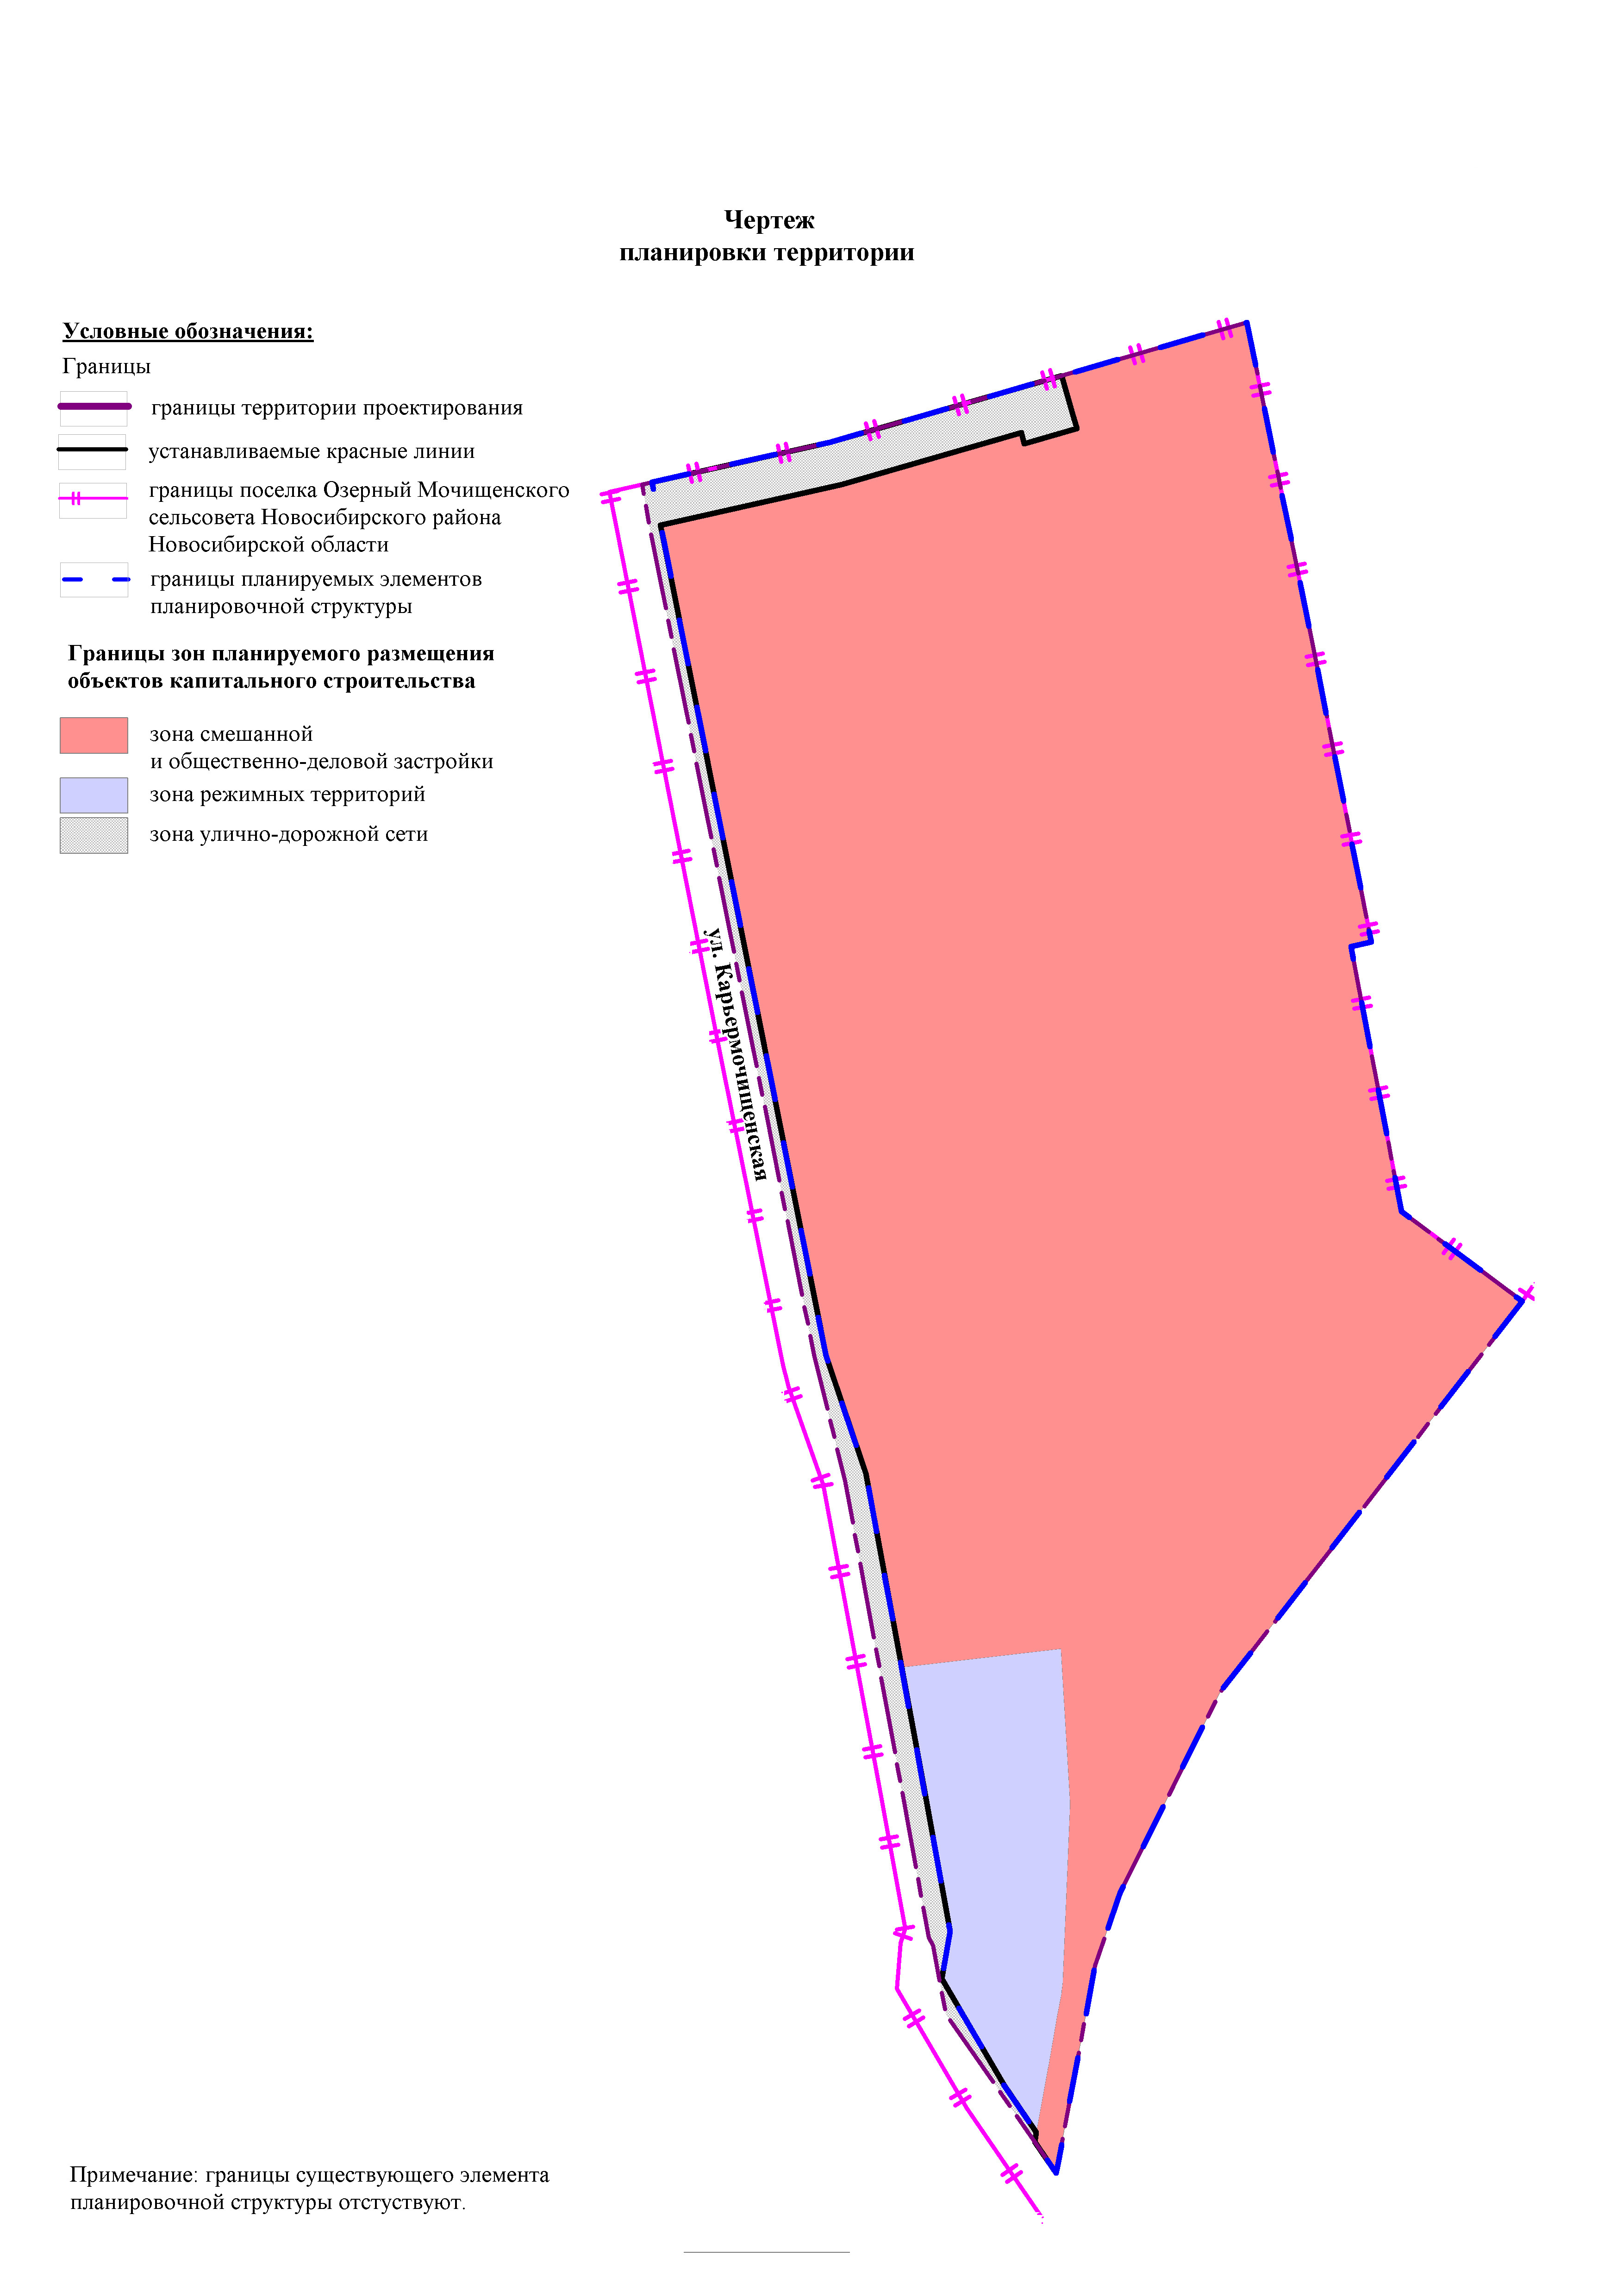 Чертеж
планировки территории
Условные обозначения:
Границы
границы территории проектирования
устанавливаемые красные линии
границы поселка Озерный Мочищенского
сельсовета Новосибирского района
Новосибирской области
границы планируемых элементов
планировочной структуры
Границы зон планируемого размещения
объектов капитального строительства
зона смешанной
и общественно-деловой застройки
зона режимных территорий
зона улично-дорожной сети
ул. Карьермочищенская
Примечание: границы существующего элемента
планировочной структуры отстуствуют.